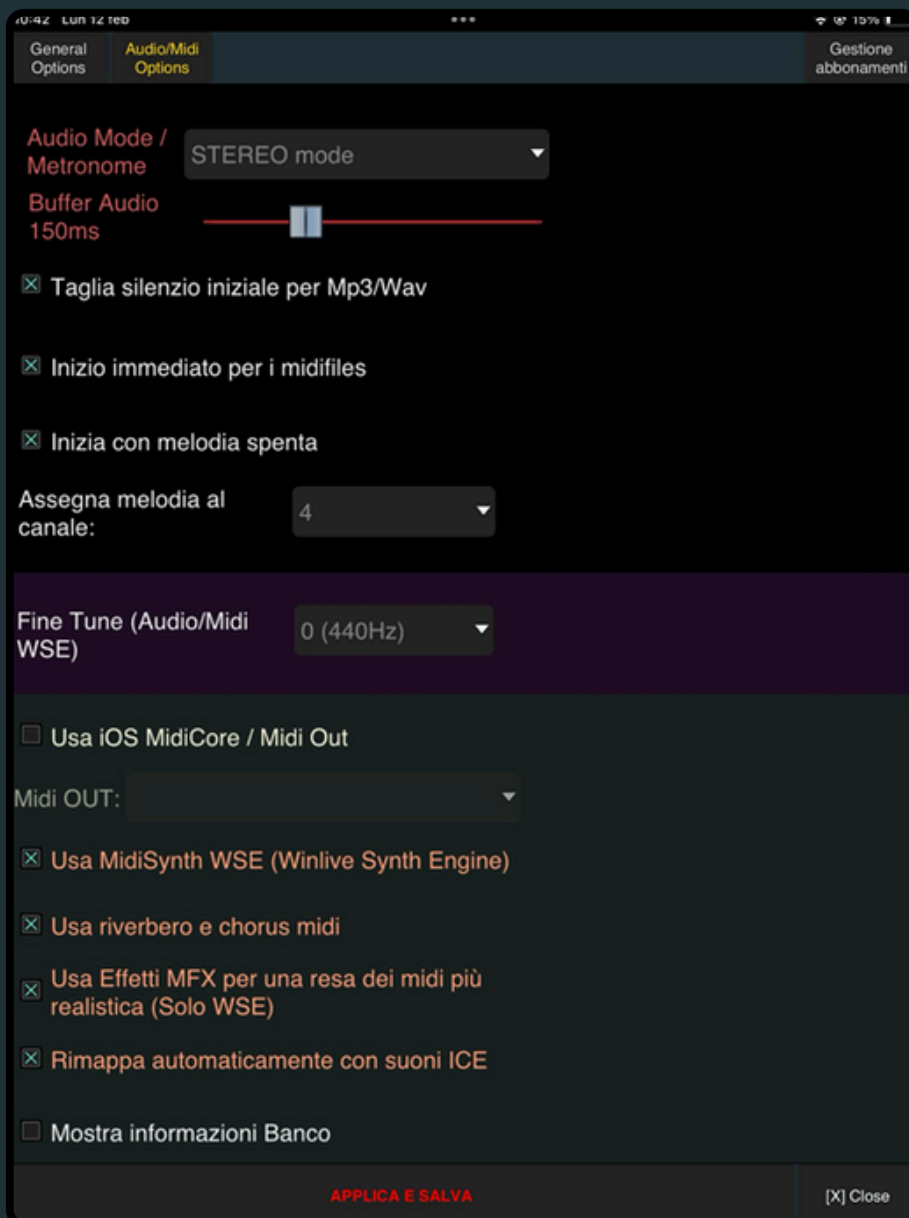 10:42 Lun 12 feb
15%
General
Options
Audio/Midi
Options
Gestione
abbonamenti
Audio Mode /
Metronome
STEREO mode
Buffer Audio
150ms
Taglia silenzio iniziale per Mp3/Wav
Inizio immediato per i midifiles
Inizia con melodia spenta
Assegna melodia al
canale:
4
Fine Tune (Audio/Midi
WSE)
0 (440Hz)
Usa iOS MidiCore / Midi Out
Midi OUT:
Usa MidiSynth WSE (Winlive Synth Engine)
Usa riverbero e chorus midi
Usa Effetti MFX per una resa dei midi più
realistica (Solo WSE)
Rimappa automaticamente con suoni ICE
Mostra informazioni Banco
APPLICA E SALVA
[X] Close